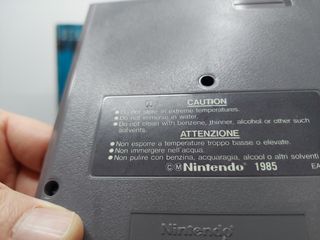 CAUTION
• Do not store in extreme temperatures.
• Do not immerse in water.
• Do not clean with benzene, thinner, alcohol or other such
solvents.
ATTENZIONE
• Non esporre a temperature troppo basse o elevate.
• Non immergere nell'acqua.
• Non pulire con benzina, acquaragia, alcool o altri solventi
©Ⓜ Nintendo 1985 EA
Nintendo